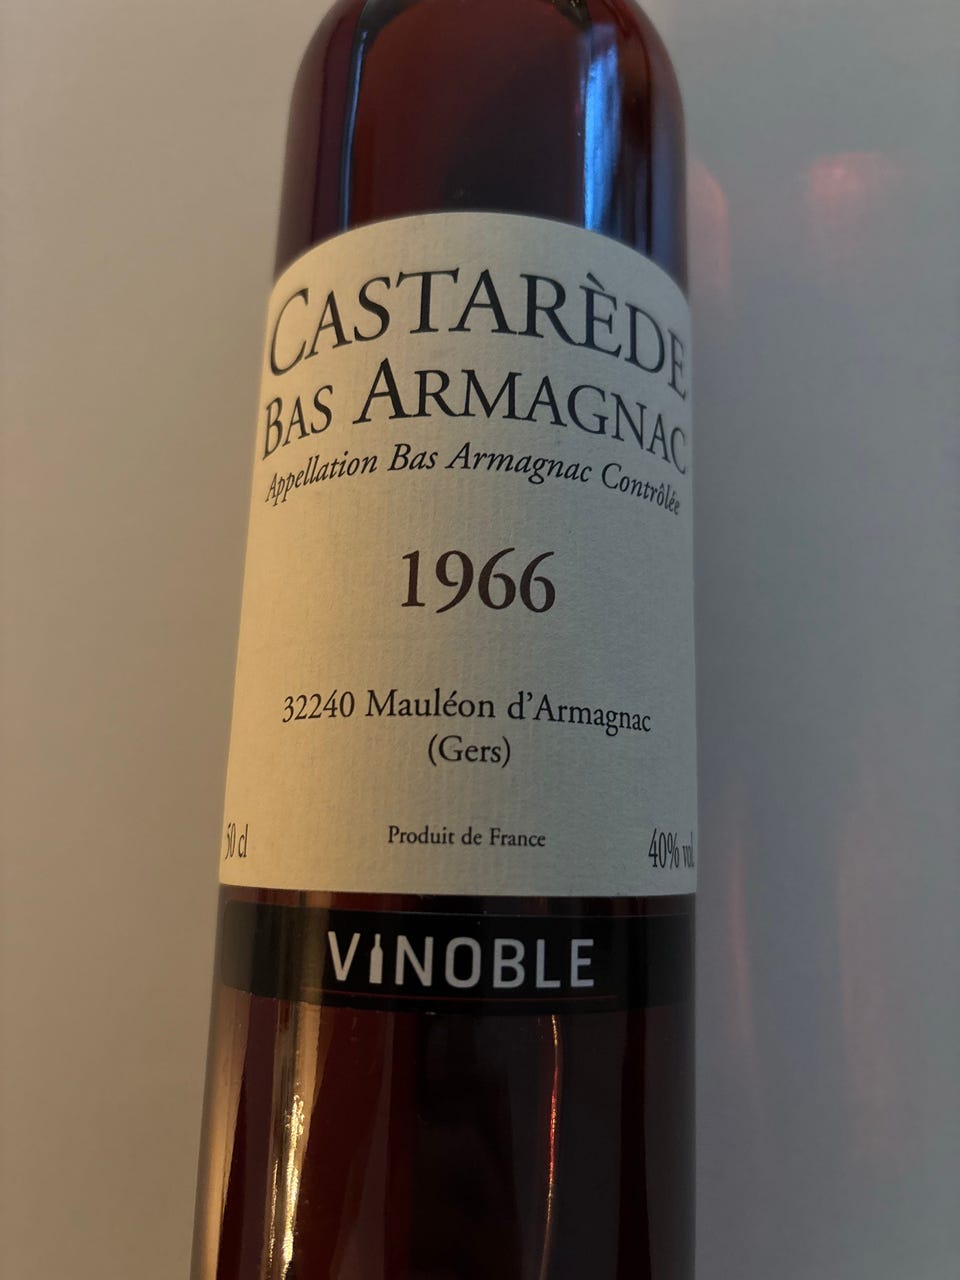 CASTARÈDE
BAS ARMAGNAC
Appellation Bas Armagnac Contrôlée
1966
32240 Mauléon d'Armagnac
(Gers)
50 cl Produit de France 40% vol
VINOBLE